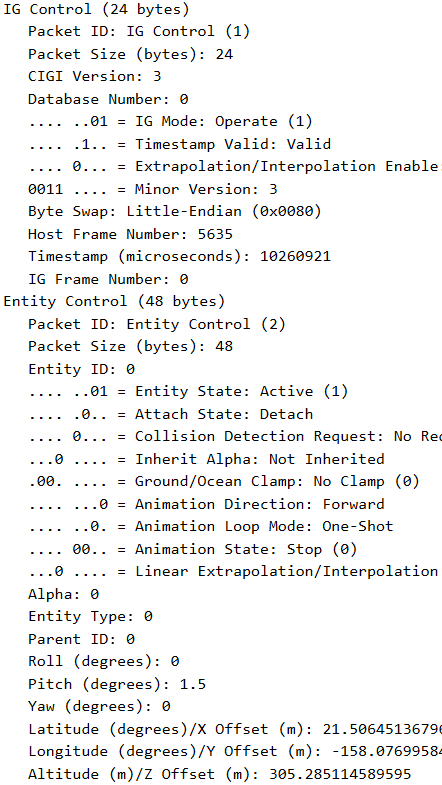 IG Control (24 bytes)
Packet ID: IG Control (1)
Packet Size (bytes): 24
CIGI Version: 3
Database Number: 0
.... ..01 = IG Mode: Operate (1)
.... .1.. = Timestamp Valid: Valid
.... 0... = Extrapolation/Interpolation Enable:
0011 .... = Minor Version: 3
Byte Swap: Little-Endian (0x0080)
Host Frame Number: 5635
Timestamp (microseconds): 10260921
IG Frame Number: 0
Entity Control (48 bytes)
Packet ID: Entity Control (2)
Packet Size (bytes): 48
Entity ID: 0
.... ..01 = Entity State: Active (1)
.... .0.. = Attach State: Detach
.... 0... = Collision Detection Request: No Req
...0 .... = Inherit Alpha: Not Inherited
.00. .... = Ground/Ocean Clamp: No Clamp (0)
.... ...0 = Animation Direction: Forward
.... ..0. = Animation Loop Mode: One-Shot
.... 00.. = Animation State: Stop (0)
...0 .... = Linear Extrapolation/Interpolation
Alpha: 0
Entity Type: 0
Parent ID: 0
Roll (degrees): 0
Pitch (degrees): 1.5
Yaw (degrees): 0
Latitude (degrees)/X Offset (m): 21.50645136796
Longitude (degrees)/Y Offset (m): -158.07699584
Altitude (m)/Z Offset (m): 305.285114589595